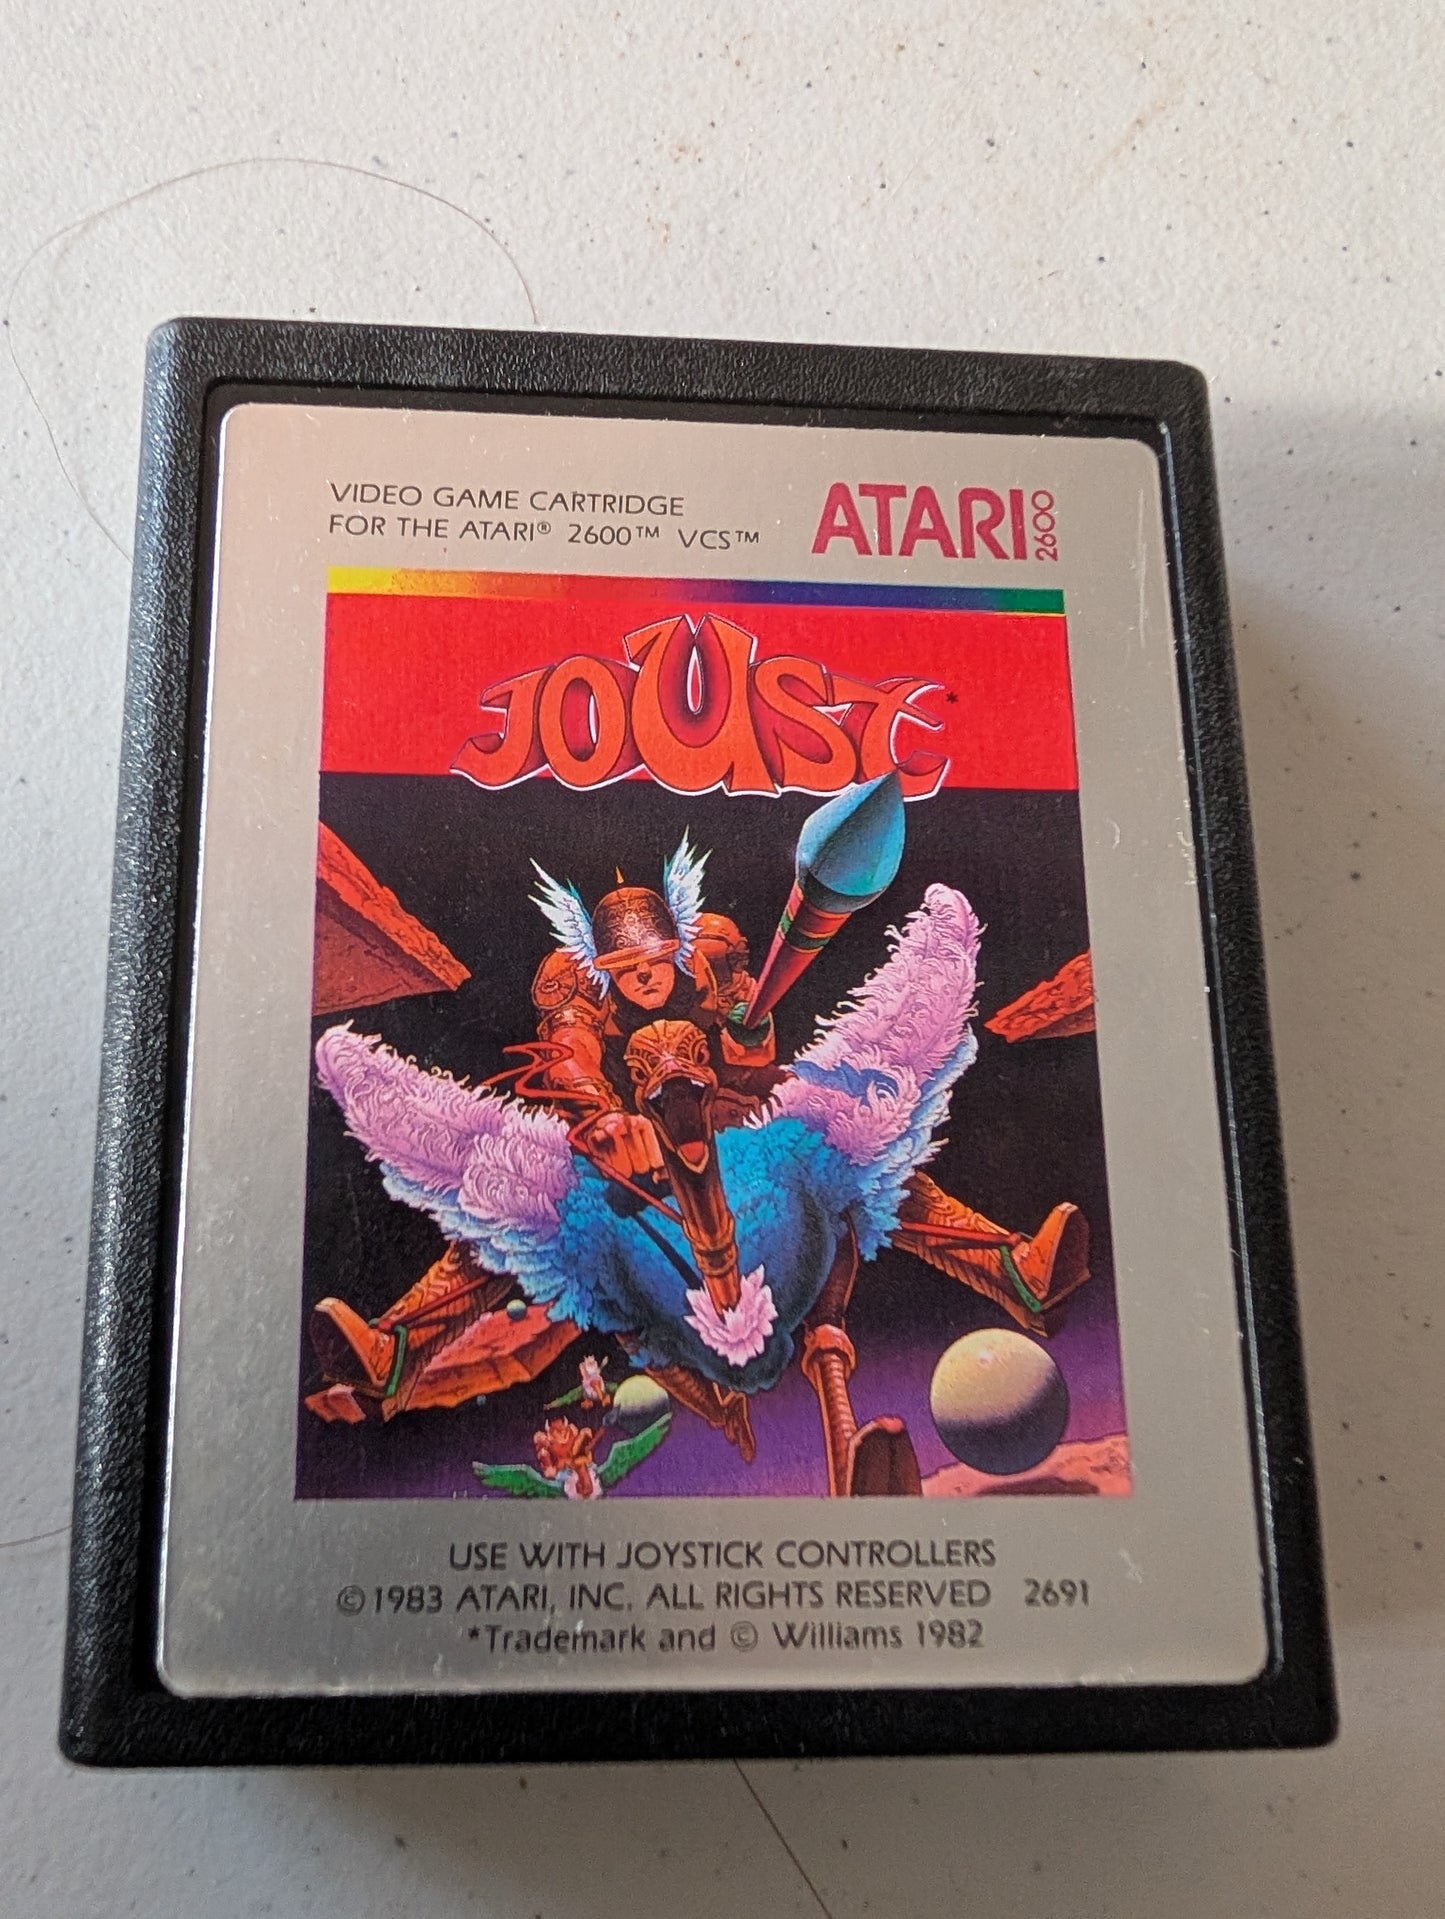 VIDEO GAME CARTRIDGE
FOR THE ATARI® 2600™ VCS™
ATARI 2600
JOUST*
USE WITH JOYSTICK CONTROLLERS
©1983 ATARI, INC. ALL RIGHTS RESERVED 2691
*Trademark and © Williams 1982